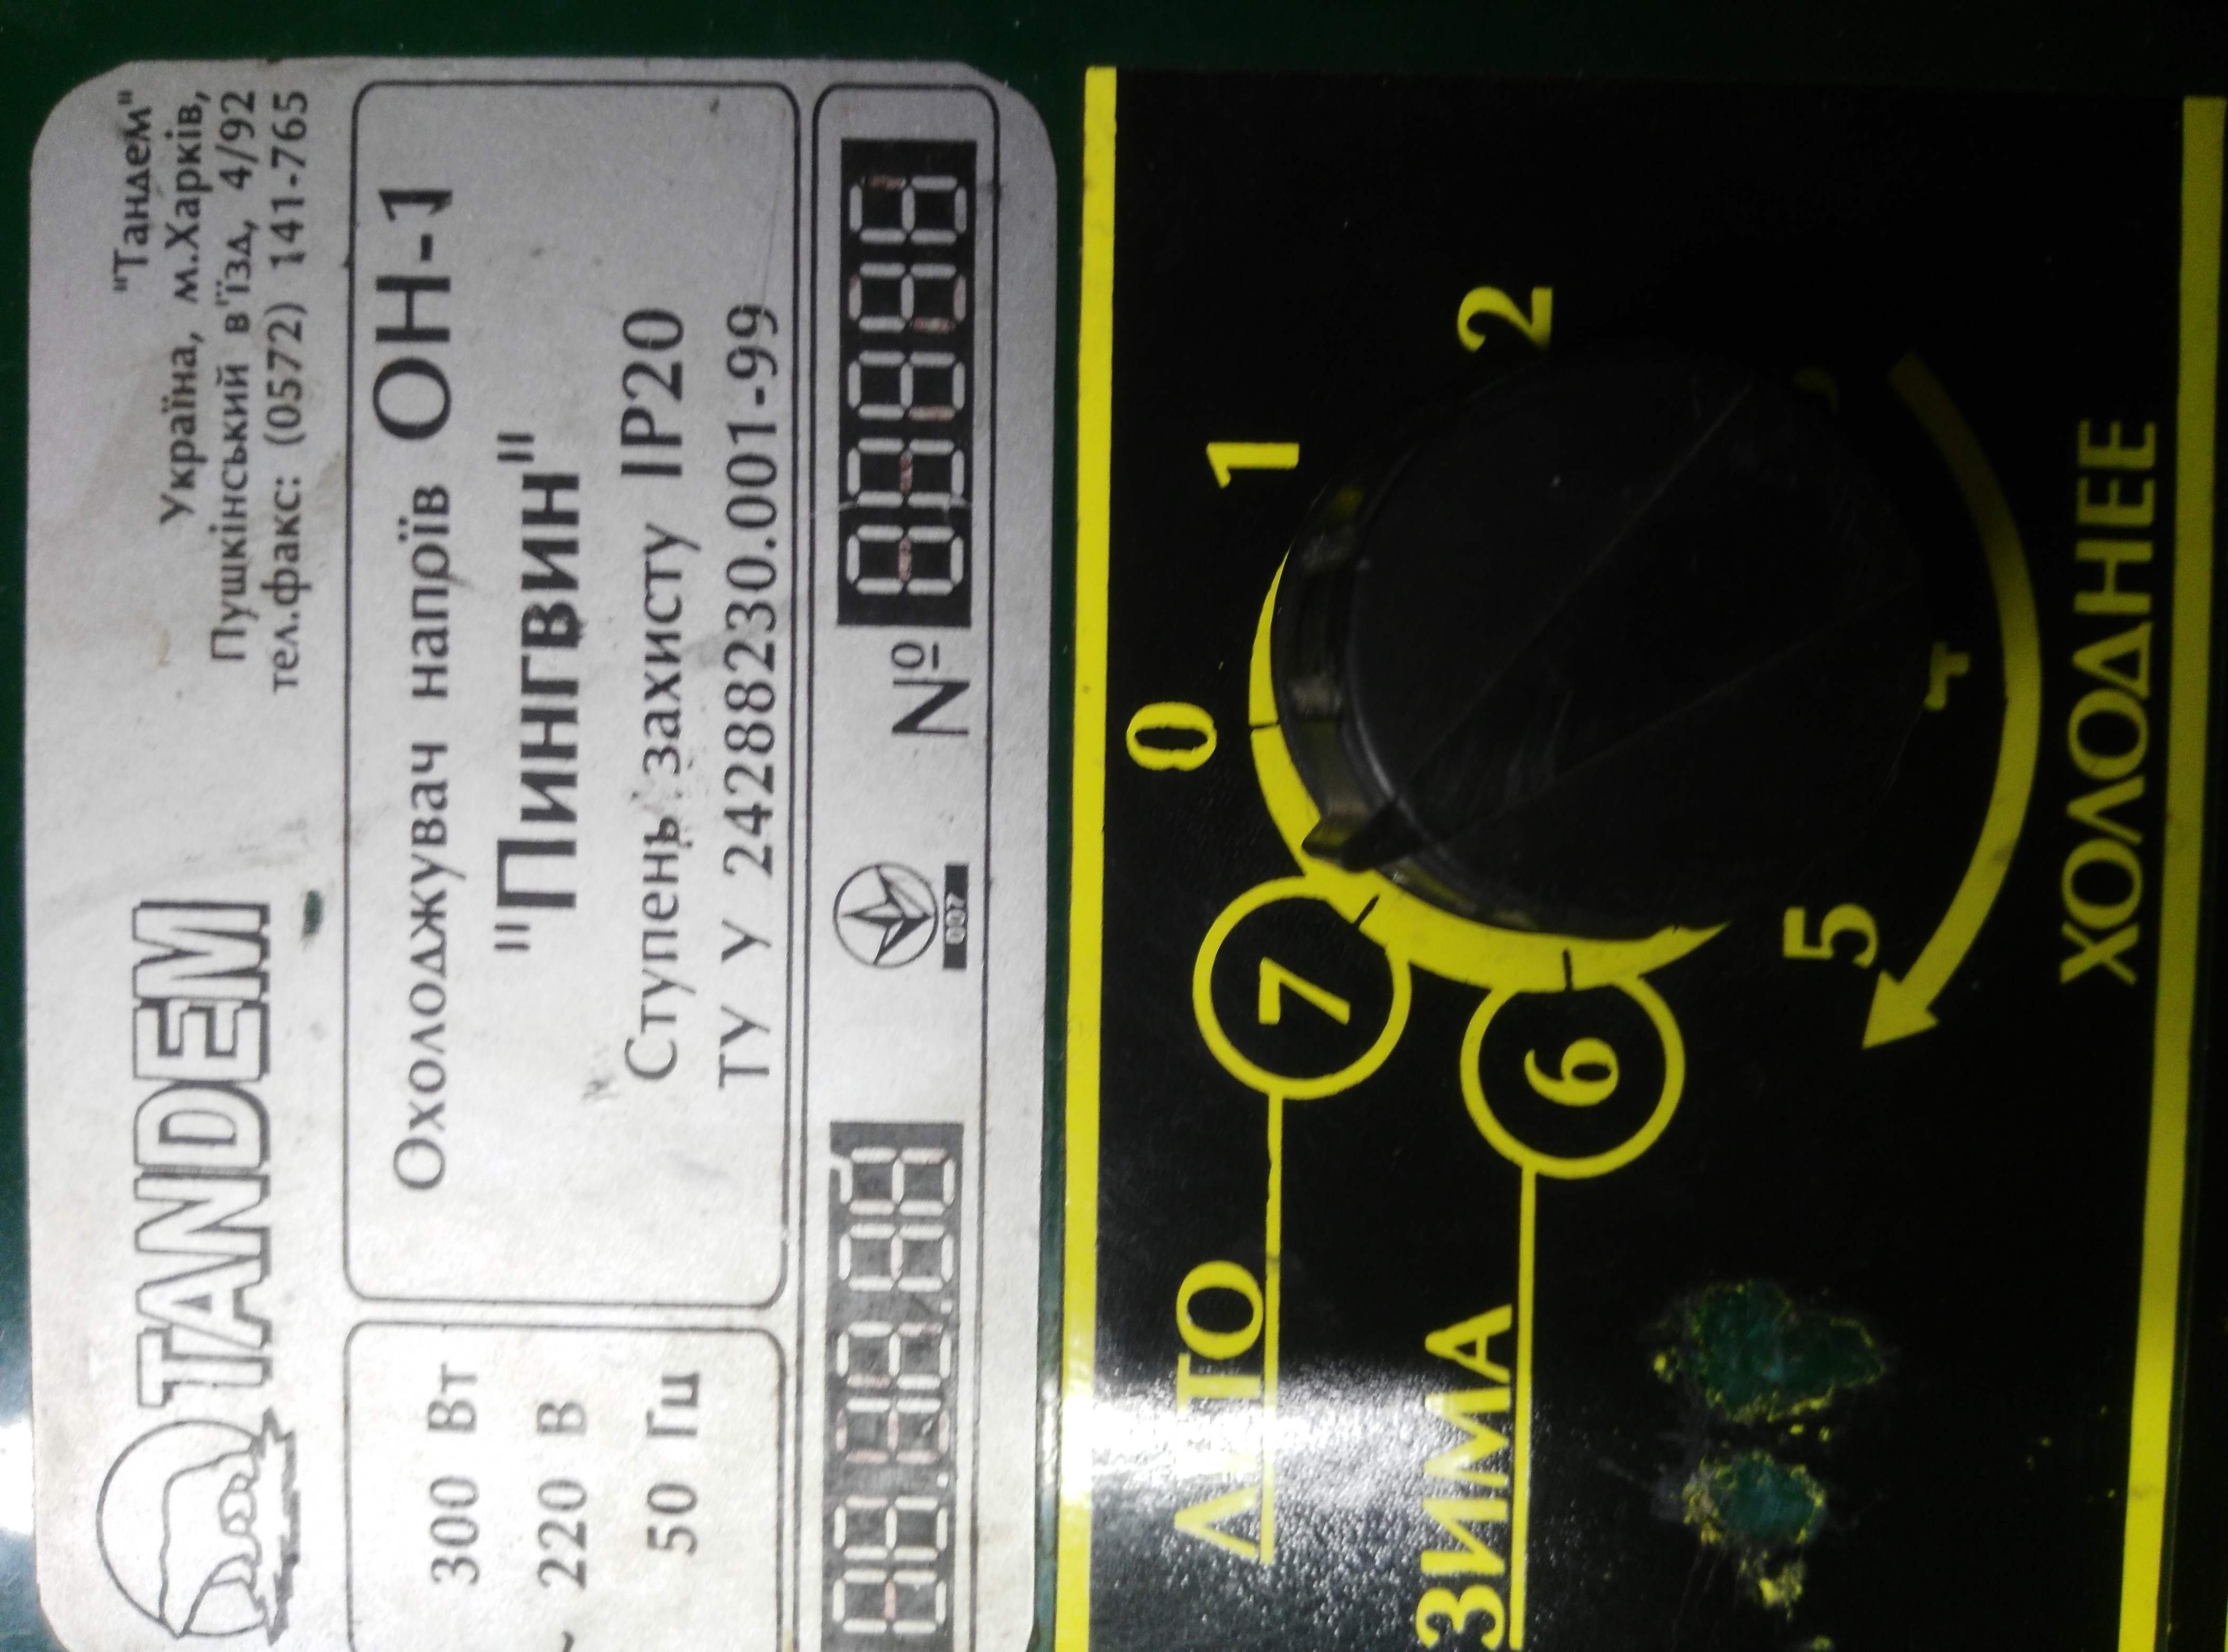 TANDEM
"Тандем"
Україна, м.Харків,
Пушкінський в'їзд, 4/92
тел.факс: (0572) 141-765
300 Вт
~ 220 В
50 Гц
Охолоджувач напоїв ОН-1
"Пингвин"
Ступень захисту IP20
ТУ У 24288230.001-99
007
№
0
1
2
4
5
6
7
ЛЕТО
ЗИМА
ХОЛОДНЕЕ